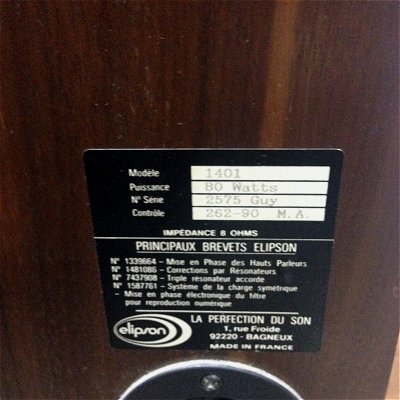 Modèle 1401
Puissance 80 Watts
N° Série 2575 Guy
Contrôle 262-90 M.A.
IMPÉDANCE 8 OHMS
PRINCIPAUX BREVETS ELIPSON
N° 1339664 - Mise en Phase des Hauts Parleurs
N° 1481086 - Corrections par Résonateurs
N° 7437908 - Triple résonateur accordé
N° 1587761 - Système de la charge symétrique
- Mise en phase électronique du filtre
pour reproduction numérique
elipson
LA PERFECTION DU SON
1, rue Froide
92220 - BAGNEUX
MADE IN FRANCE